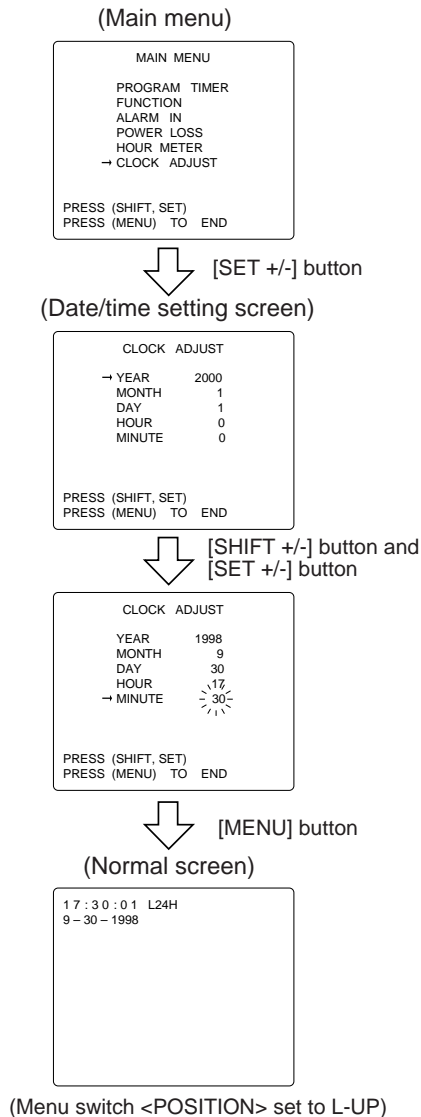 (Main menu)
MAIN MENU
PROGRAM TIMER
FUNCTION
ALARM IN
POWER LOSS
HOUR METER
→ CLOCK ADJUST
PRESS (SHIFT, SET)
PRESS (MENU) TO END
[SET +/-] button
(Date/time setting screen)
CLOCK ADJUST
→ YEAR 2000
MONTH 1
DAY 1
HOUR 0
MINUTE 0
PRESS (SHIFT, SET)
PRESS (MENU) TO END
[SHIFT +/-] button and
[SET +/-] button
CLOCK ADJUST
YEAR 1998
MONTH 9
DAY 30
HOUR 17
→ MINUTE 30
PRESS (SHIFT, SET)
PRESS (MENU) TO END
[MENU] button
(Normal screen)
17:30:01 L24H
9 – 30 – 1998
(Menu switch <POSITION> set to L-UP)